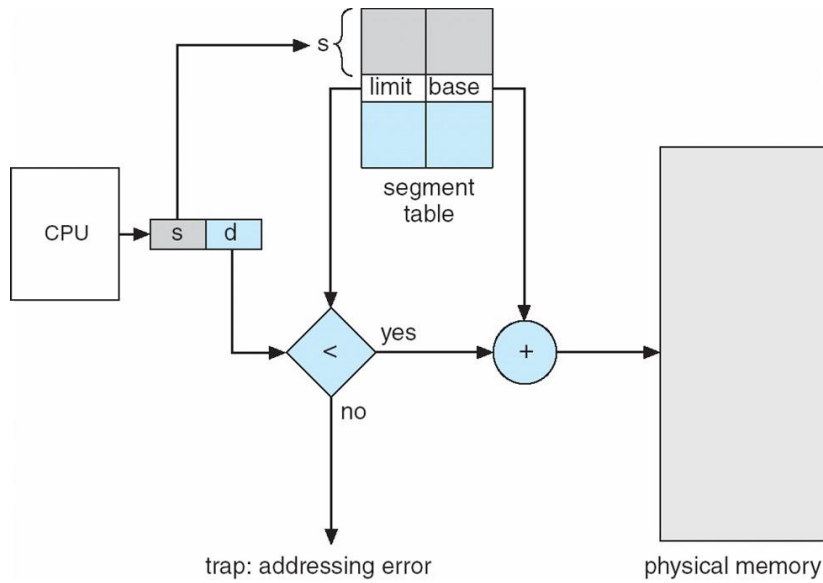 s
limit base
segment
table
CPU
s d
<
yes
+
no
trap: addressing error
physical memory